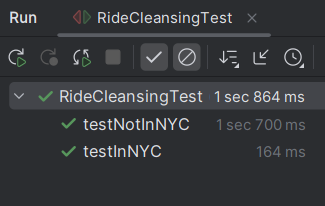 Run RideCleansingTest
RideCleansingTest 1 sec 864 ms
testNotInNYC 1 sec 700 ms
testInNYC 164 ms